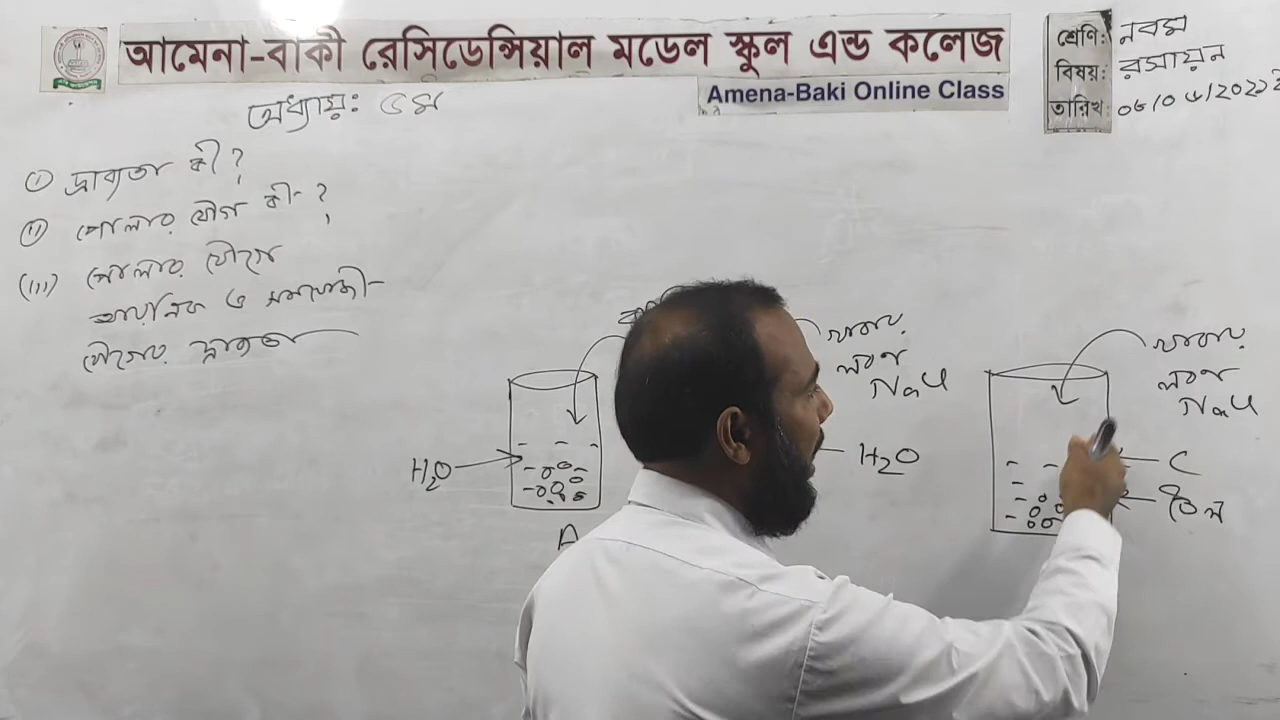 আমেনা-বাকী রেসিডেন্সিয়াল মডেল স্কুল এন্ড কলেজ
Amena-Baki Online Class
শ্রেণি: নবম
বিষয়: রসায়ন
তারিখ:
অধ্যায়: ৫ম
(i) দ্রাব্যতা কী?
(ii) পোলার যৌগ কী?
(iii) পোলার যৌগে
আয়নিক ও সমযোজী
যৌগের দ্রাব্যতা
H₂O
A
খাবার
লবণ
NaCl
H₂O
খাবার
লবণ
NaCl
C
তৈল